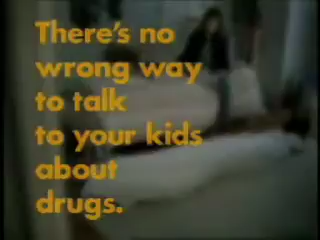 There's no
wrong way
to talk
to your kids
about
drugs.